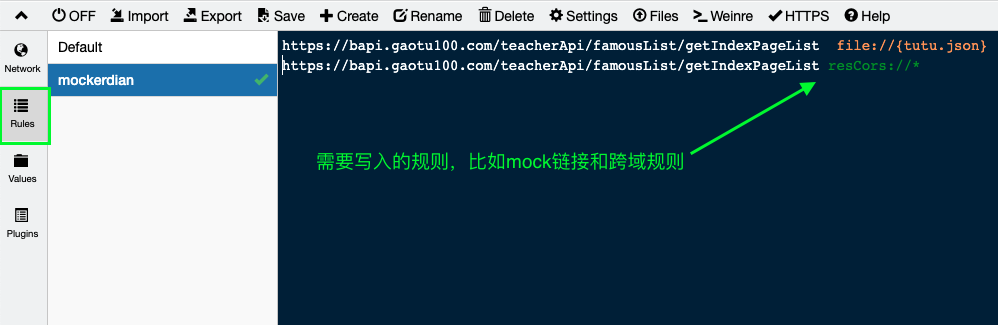 OFF Import Export Save Create Rename Delete Settings Files Weinre HTTPS Help
Network
Rules
Values
Plugins
Default
mockerdian
https://bapi.gaotu100.com/teacherApi/famousList/getIndexPageList file://{tutu.json}
https://bapi.gaotu100.com/teacherApi/famousList/getIndexPageList resCors://*
需要写入的规则，比如mock链接和跨域规则